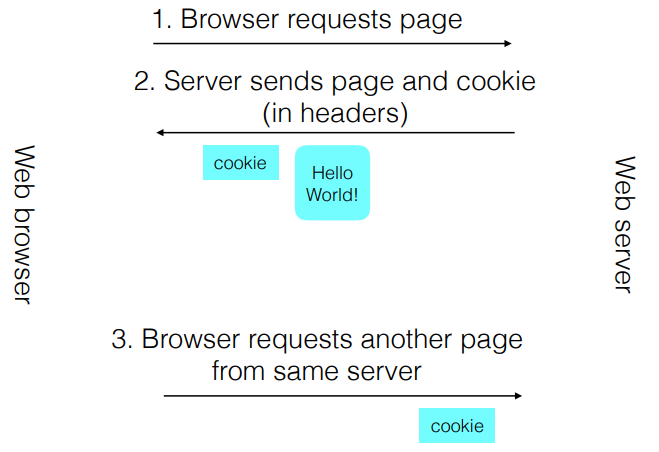 1. Browser requests page
2. Server sends page and cookie
(in headers)
cookie
Hello
World!
Web browser
Web server
3. Browser requests another page
from same server
cookie